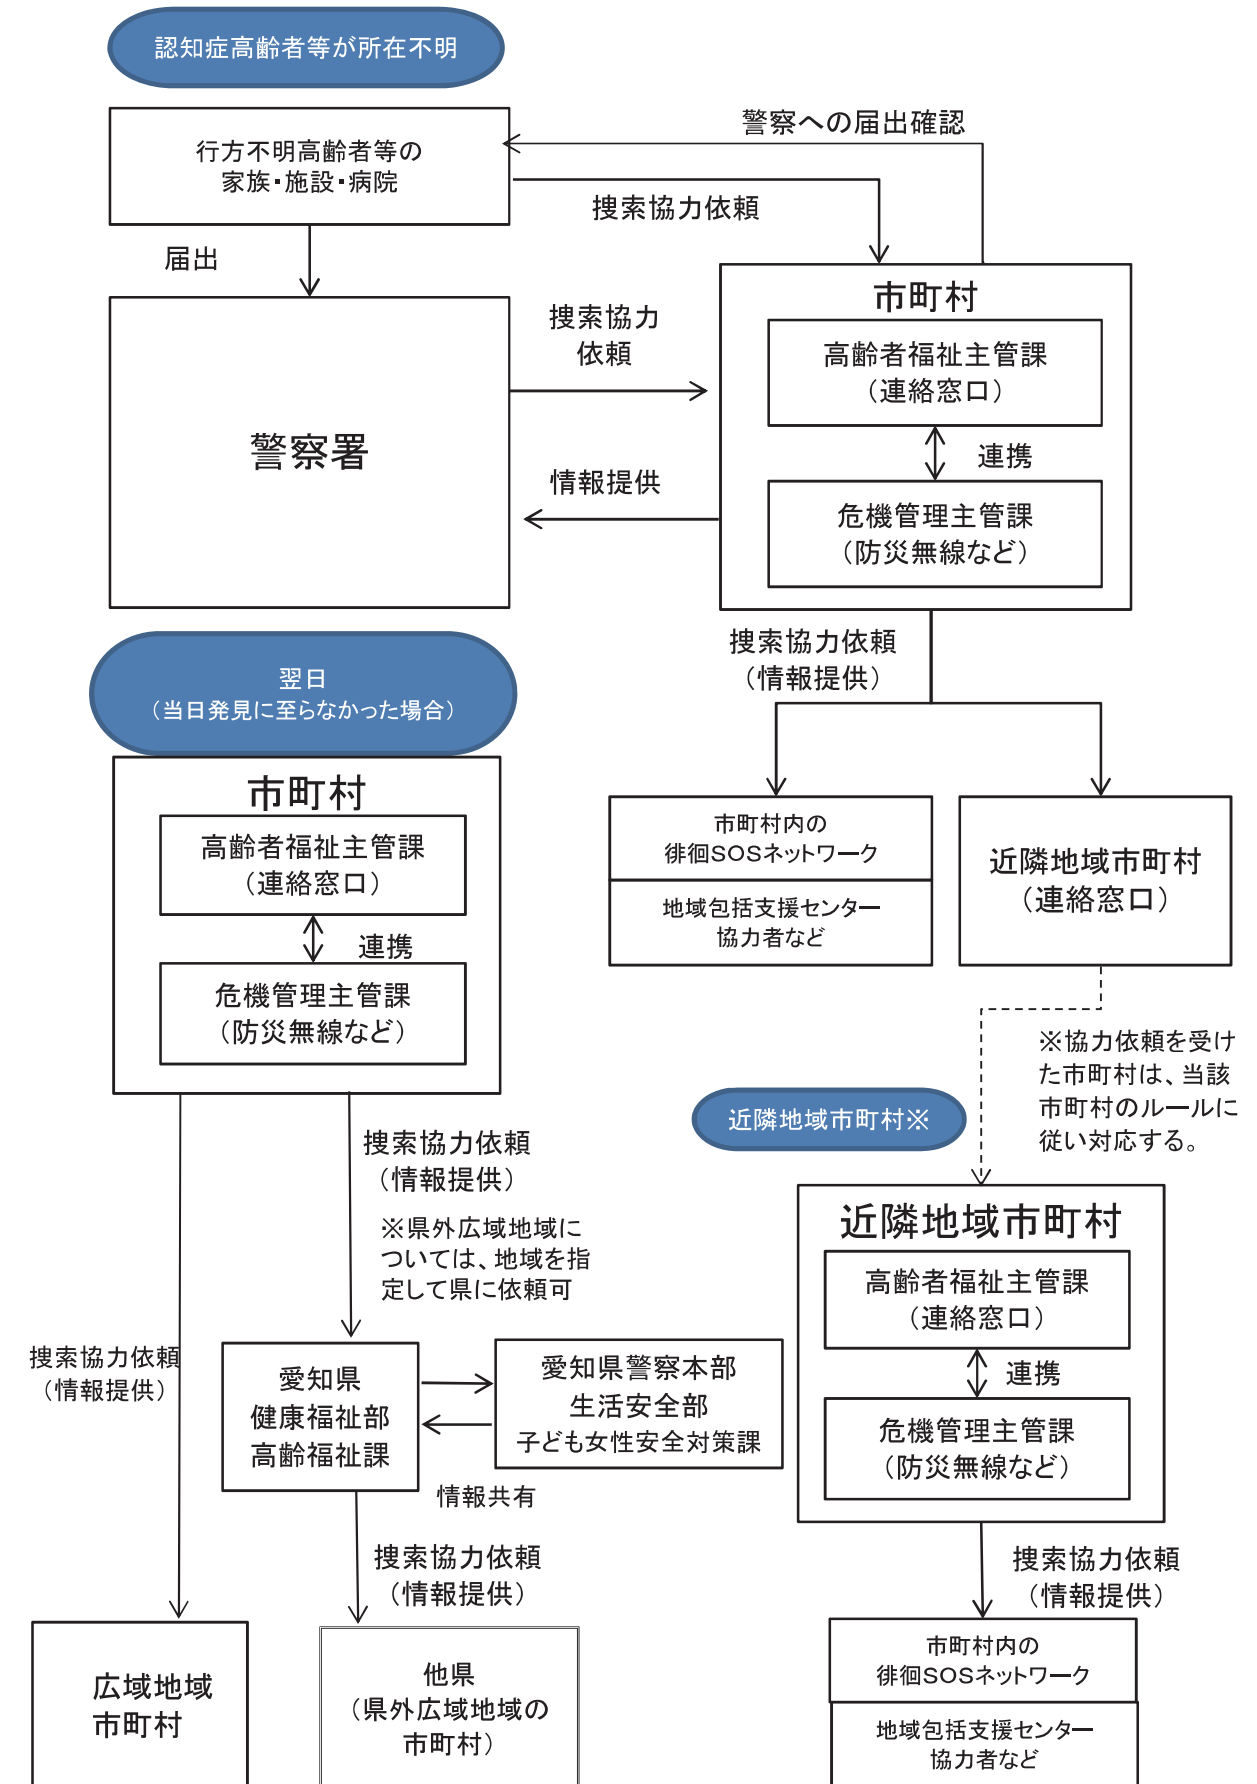 認知症高齢者等が所在不明
行方不明高齢者等の
家族・施設・病院
警察への届出確認
捜索協力依頼
届出
警察署
捜索協力
依頼
情報提供
市町村
高齢者福祉主管課
（連絡窓口）
連携
危機管理主管課
（防災無線など）
捜索協力依頼
（情報提供）
市町村内の
徘徊SOSネットワーク
地域包括支援センター
協力者など
近隣地域市町村
（連絡窓口）
※協力依頼を受け
た市町村は、当該
市町村のルールに
従い対応する。
翌日
（当日発見に至らなかった場合）
市町村
高齢者福祉主管課
（連絡窓口）
連携
危機管理主管課
（防災無線など）
捜索協力依頼
（情報提供）
※県外広域地域に
ついては、地域を指
定して県に依頼可
捜索協力依頼
（情報提供）
愛知県
健康福祉部
高齢福祉課
愛知県警察本部
生活安全部
子ども女性安全対策課
情報共有
捜索協力依頼
（情報提供）
広域地域
市町村
他県
（県外広域地域の
市町村）
近隣地域市町村※
近隣地域市町村
高齢者福祉主管課
（連絡窓口）
連携
危機管理主管課
（防災無線など）
捜索協力依頼
（情報提供）
市町村内の
徘徊SOSネットワーク
地域包括支援センター
協力者など